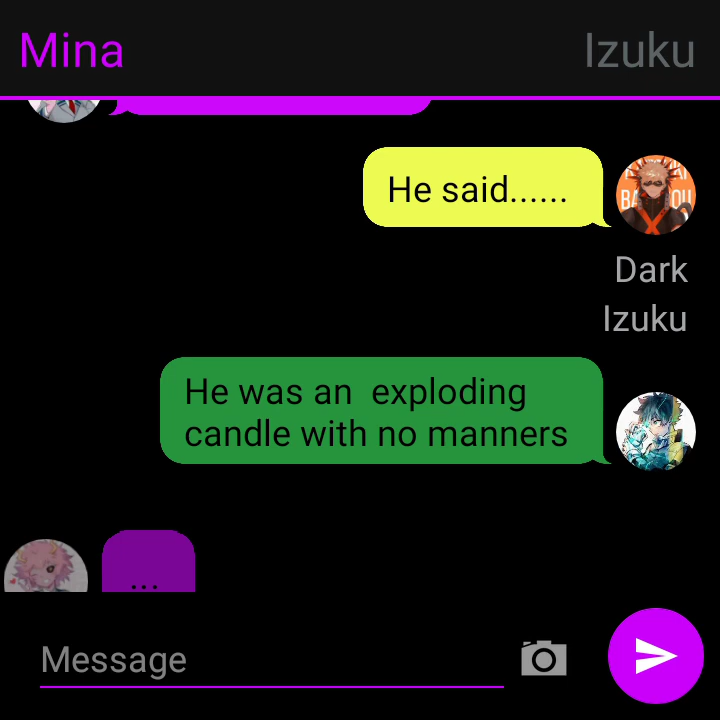 Mina
Izuku
He said......
Dark
Izuku
He was an  exploding
candle with no manners
...
Message